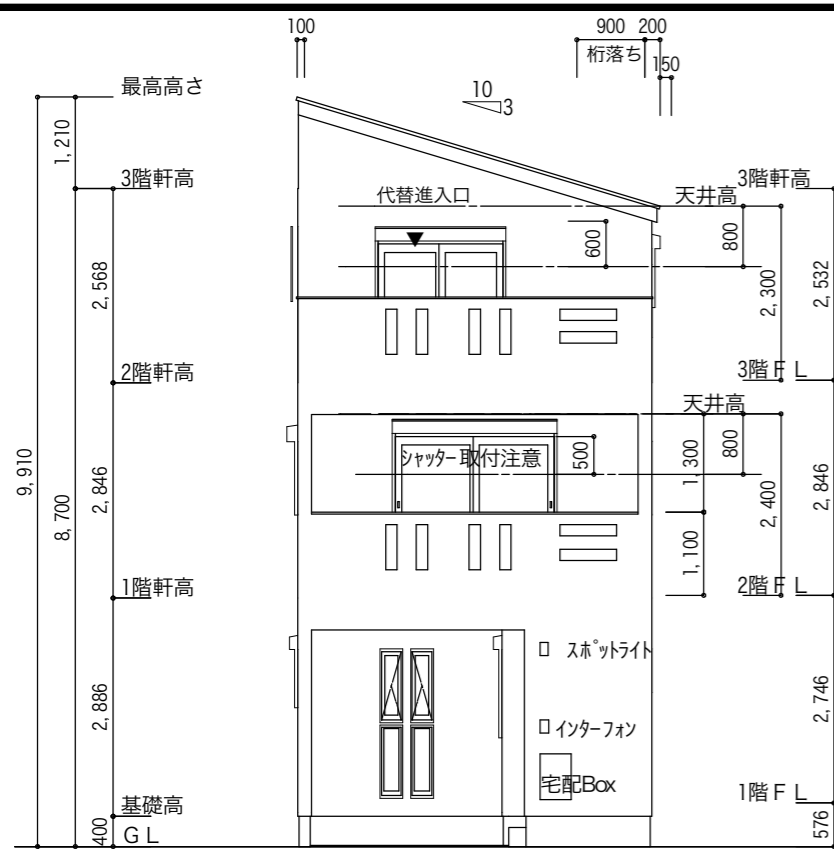 100
900 200
桁落ち
150
最高高さ
10
3
1,210
3階軒高
代替進入口
天井高
3階軒高
600
800
2,568
2,300
2,532
2階軒高
3階ＦＬ
天井高
シャッター取付注意
500
1,300
800
9,910
8,700
2,846
2,400
2,846
1,100
1階軒高
2階ＦＬ
スポットライト
2,886
インターフォン
2,746
宅配Box
基礎高
1階ＦＬ
400
ＧＬ
576